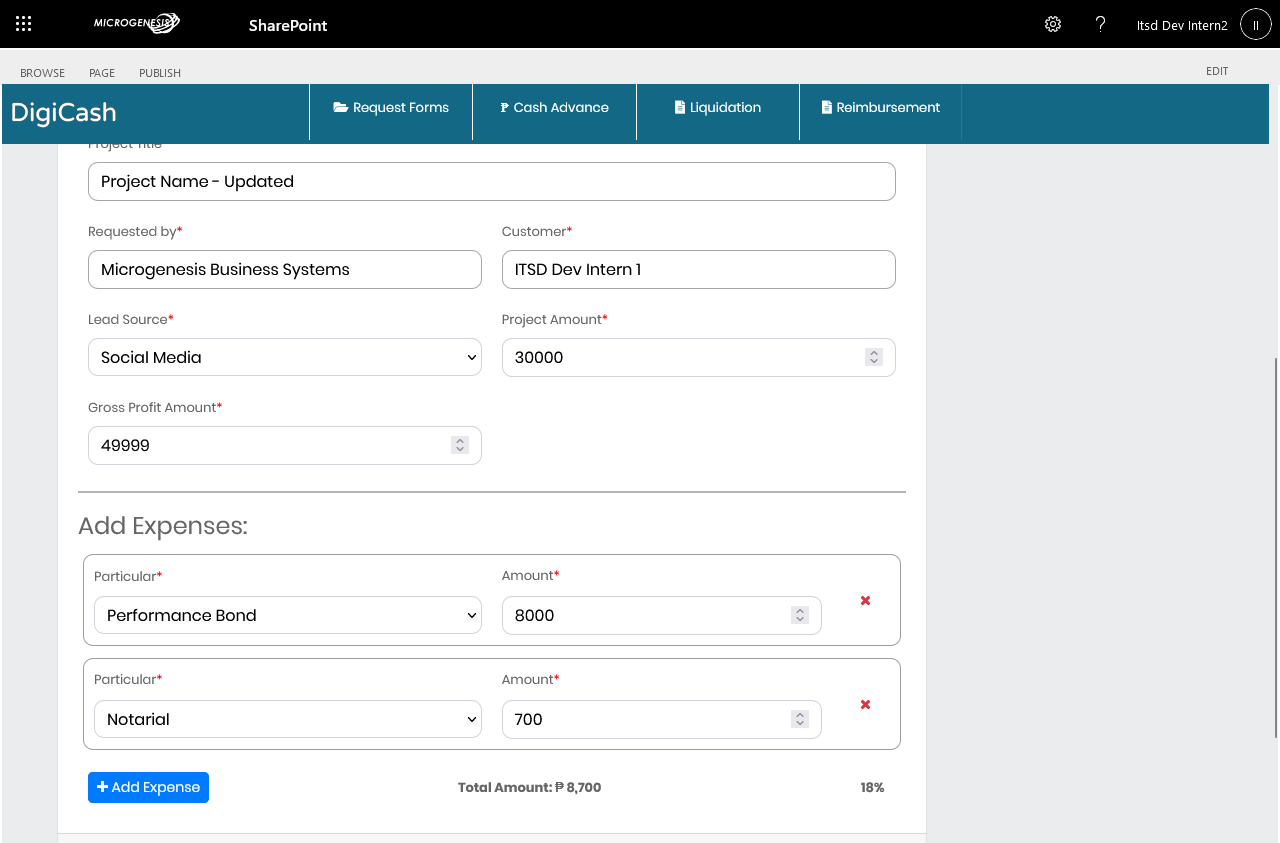 MICROGENESIS
SharePoint
?
Itsd Dev Intern2
II
BROWSE
PAGE
PUBLISH
EDIT
DigiCash
Request Forms
₱ Cash Advance
Liquidation
Reimbursement
Project Title
Project Name - Updated
Requested by*
Customer*
Microgenesis Business Systems
ITSD Dev Intern 1
Lead Source*
Project Amount*
Social Media
30000
Gross Profit Amount*
49999
Add Expenses:
Particular*
Amount*
Performance Bond
8000
Particular*
Amount*
Notarial
700
+ Add Expense
Total Amount: ₱ 8,700
18%